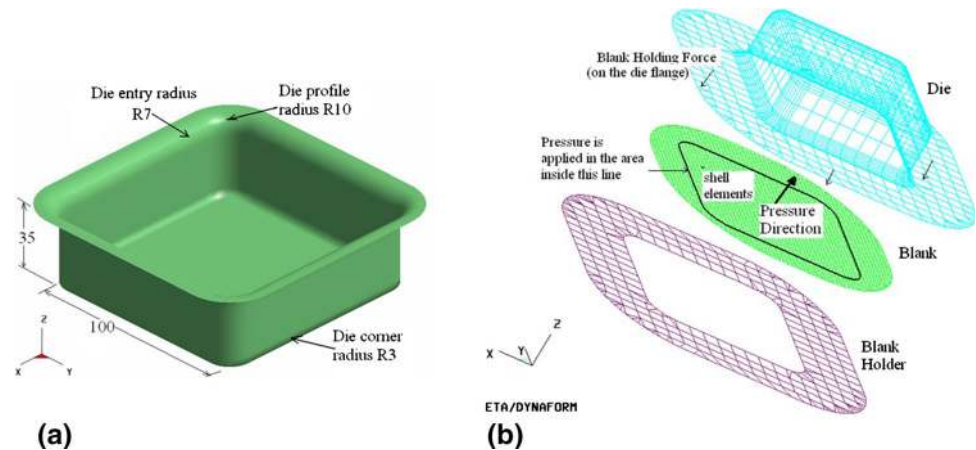 Die entry radius
R7
Die profile
radius R10
35
100
Die corner
radius R3
Z
X
Y
(a)
Blank Holding Force
(on the die flange)
Die
Pressure is
applied in the area
inside this line
shell
elements
Pressure
Direction
Blank
Blank
Holder
X
Y
Z
ETA/DYNAFORM
(b)